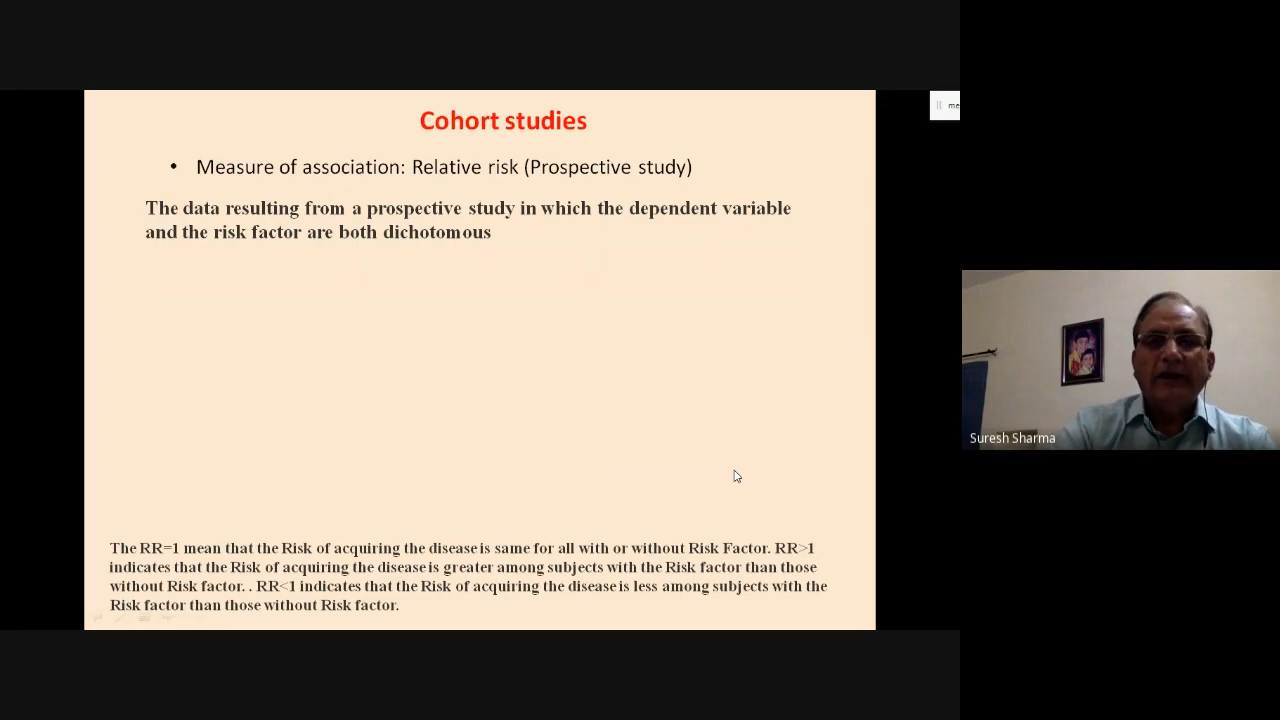 Cohort studies
• Measure of association: Relative risk (Prospective study)
The data resulting from a prospective study in which the dependent variable
and the risk factor are both dichotomous
The RR=1 mean that the Risk of acquiring the disease is same for all with or without Risk Factor. RR>1
indicates that the Risk of acquiring the disease is greater among subjects with the Risk factor than those
without Risk factor. . RR<1 indicates that the Risk of acquiring the disease is less among subjects with the
Risk factor than those without Risk factor.
me
Suresh Sharma